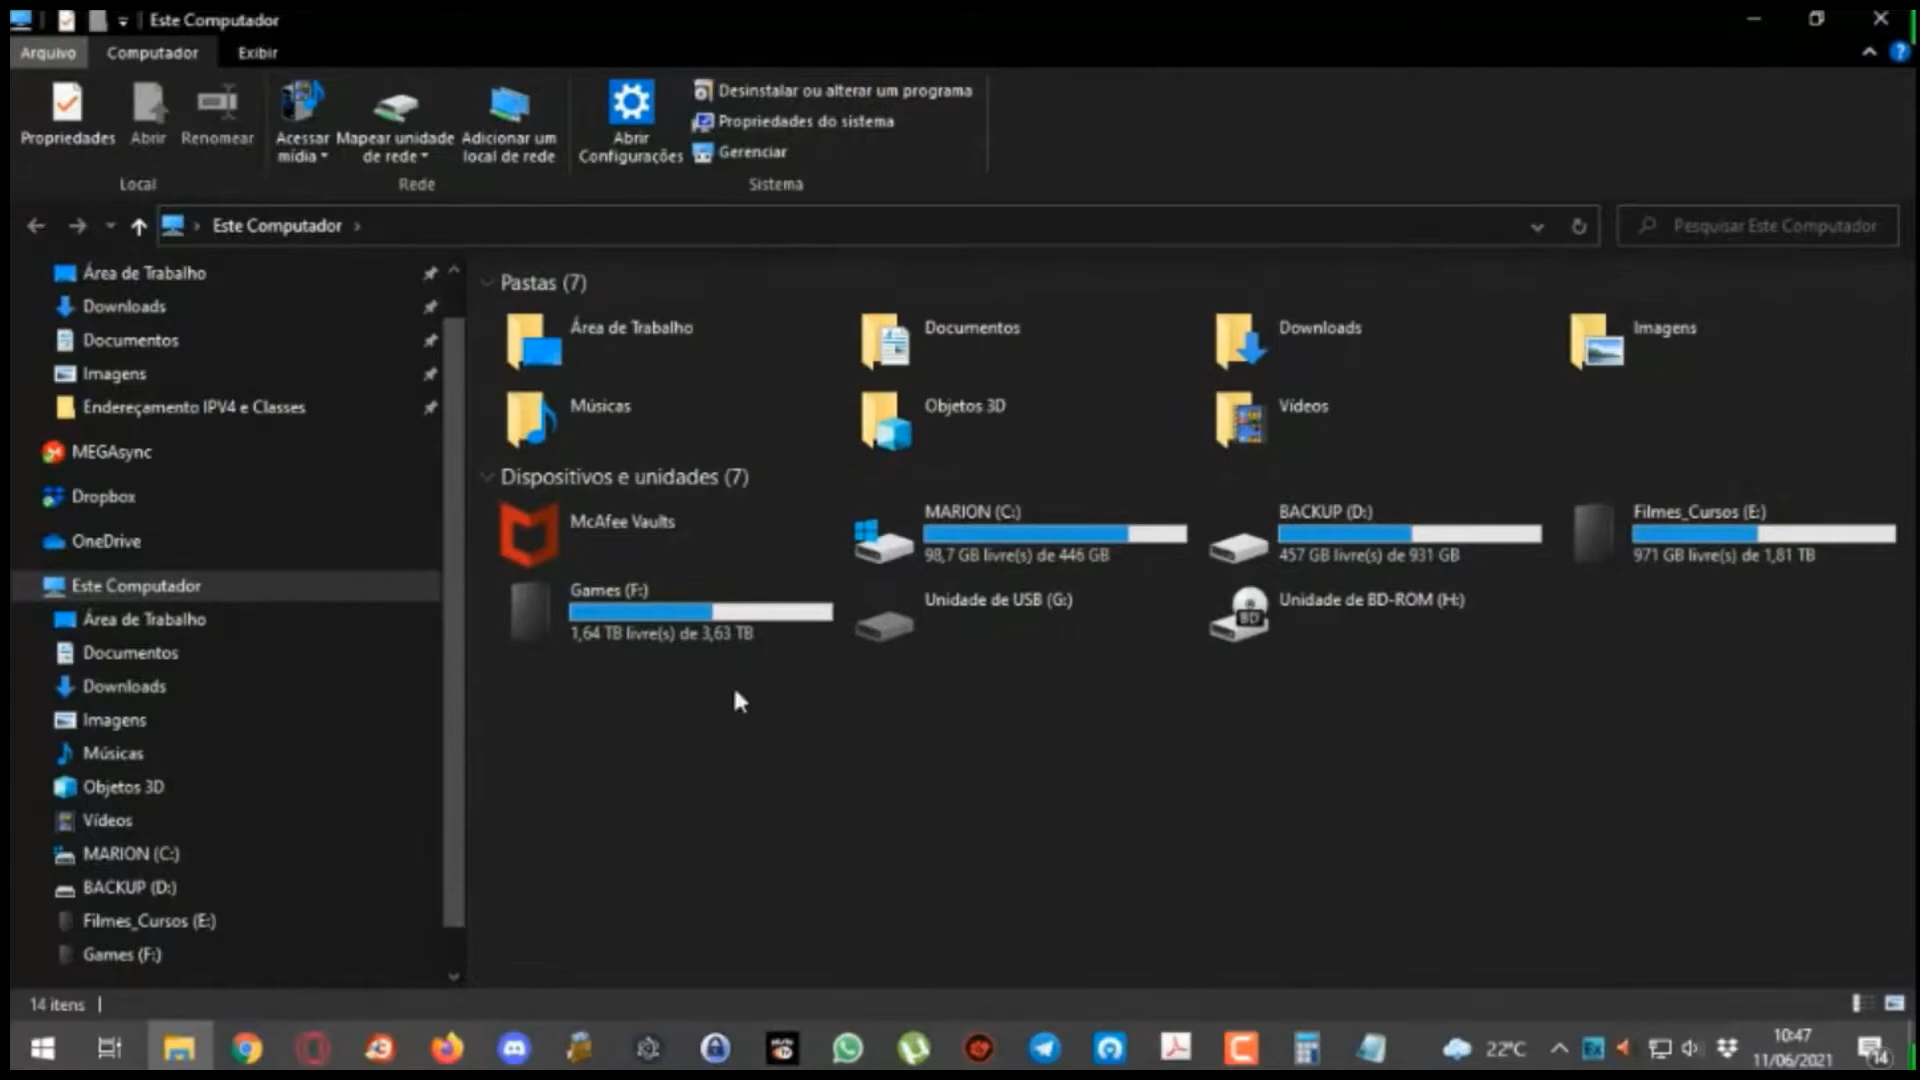 Este Computador
Arquivo Computador Exibir
Propriedades
Abrir
Renomear
Acessar
mídia
Mapear unidade
de rede
Adicionar um
local de rede
Abrir
Configurações
Desinstalar ou alterar um programa
Propriedades do sistema
Gerenciar
Local
Rede
Sistema
Este Computador
Pesquisar Este Computador
Área de Trabalho
Downloads
Documentos
Imagens
Endereçamento IPV4 e Classes
MEGAsync
Dropbox
OneDrive
Este Computador
Área de Trabalho
Documentos
Downloads
Imagens
Músicas
Objetos 3D
Vídeos
MARION (C:)
BACKUP (D:)
Filmes_Cursos (E:)
Games (F:)
Pastas (7)
Área de Trabalho
Documentos
Downloads
Imagens
Músicas
Objetos 3D
Vídeos
Dispositivos e unidades (7)
McAfee Vaults
MARION (C:)
98,7 GB livre(s) de 446 GB
BACKUP (D:)
457 GB livre(s) de 931 GB
Filmes_Cursos (E:)
971 GB livre(s) de 1,81 TB
Games (F:)
1,64 TB livre(s) de 3,63 TB
Unidade de USB (G:)
Unidade de BD-ROM (H:)
BD
14 itens
22°C
10:47
11/06/2021
14